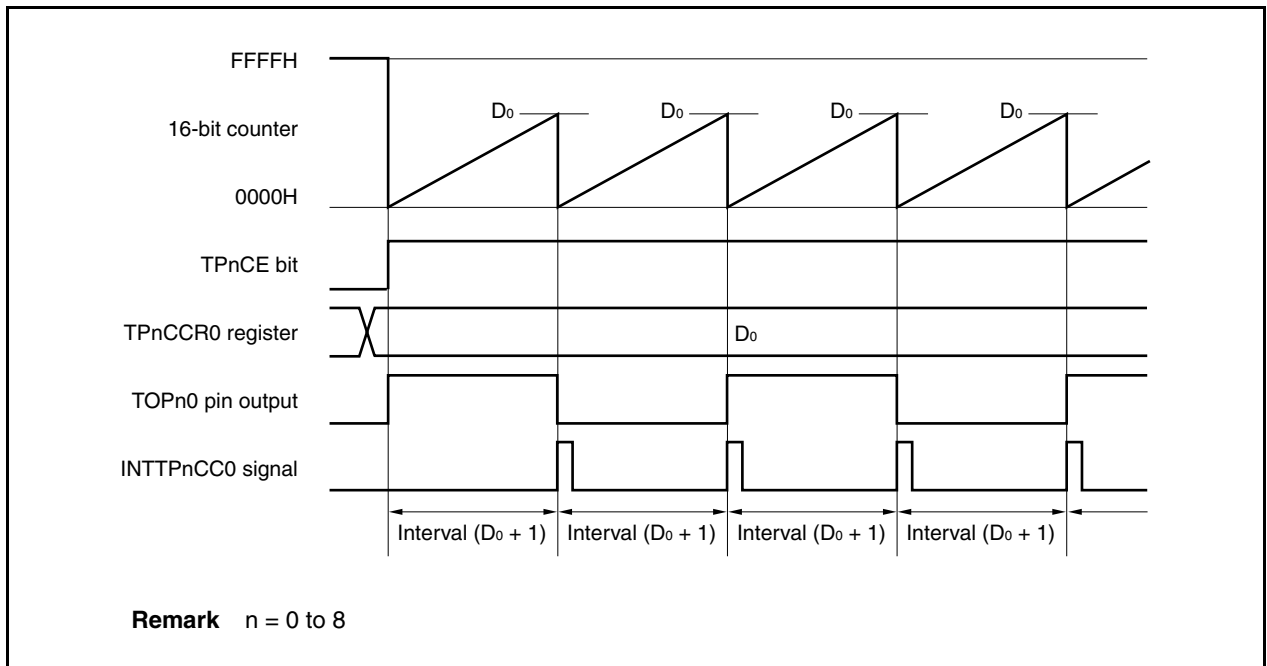 FFFFH
D0 D0 D0 D0
16-bit counter
0000H
TPnCE bit
TPnCCR0 register
D0
TOPn0 pin output
INTTPnCC0 signal
Interval (D0 + 1) Interval (D0 + 1) Interval (D0 + 1) Interval (D0 + 1)
Remark n = 0 to 8